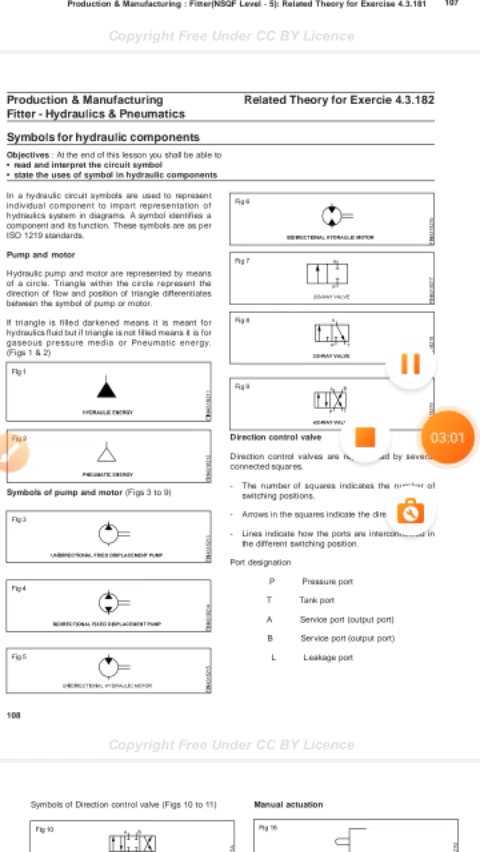 Production & Manufacturing : Fitter(NSQF Level - 5): Related Theory for Exercise 4.3.181 107
Copyright Free Under CC BY Licence
Production & Manufacturing
Fitter - Hydraulics & Pneumatics
Related Theory for Exercie 4.3.182
Symbols for hydraulic components
Objectives : At the end of this lesson you shall be able to
• read and interpret the circuit symbol
• state the uses of symbol in hydraulic components
In a hydraulic circuit symbols are used to represent
individual component to impart representation of
hydraulics system in diagrams. A symbol identifies a
component and its function. These symbols are as per
ISO 1219 standards.
Pump and motor
Hydraulic pump and motor are represented by means
of a circle. Triangle within the circle represent the
direction of flow and position of triangle differentiates
between the symbol of pump or motor.
If triangle is filled darkened means it is meant for
hydraulics fluid but if triangle is not filled means it is for
gaseous pressure media or Pneumatic energy.
(Figs 1 & 2)
Fig 1
HYDRAULIC ENERGY
Fig 2
PNEUMATIC ENERGY
Symbols of pump and motor (Figs 3 to 9)
Fig 3
UNIDIRECTIONAL FIXED DISPLACEMENT PUMP
Fig 4
BIDIRECTIONAL FIXED DISPLACEMENT PUMP
Fig 5
UNIDIRECTIONAL HYDRAULIC MOTOR
108
Fig 6
BIDIRECTIONAL HYDRAULIC MOTOR
Fig 7
VALVE
Fig 8
VALVE
Fig 9
Direction control valve
Direction control valves are by
connected squares.
- The number of squares indicates the number of
switching positions.
- Arrows in the squares indicate the
- Lines indicate how the ports are in
the different switching position.
Port designation
P Pressure port
T Tank port
A Service port (output port)
B Service port (output port)
L Leakage port
03:01
Copyright Free Under CC BY Licence
Symbols of Direction control valve (Figs 10 to 11)
Fig 10
Manual actuation
Fig 16